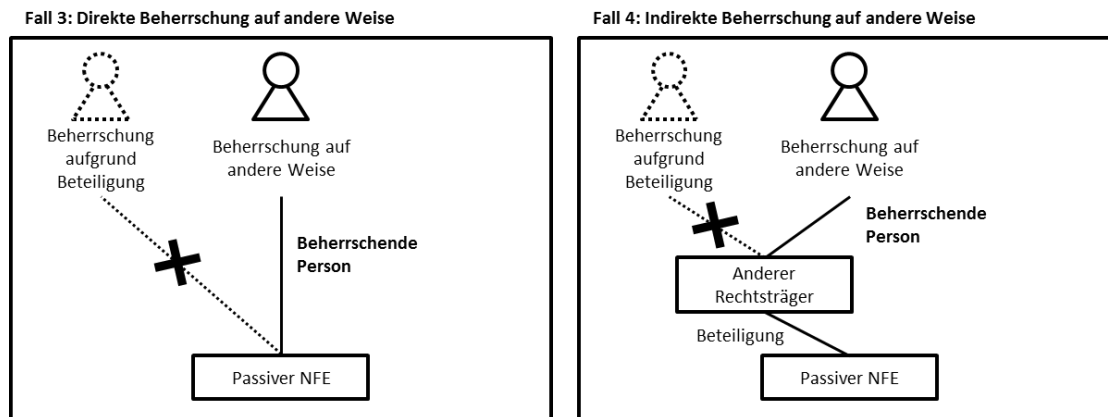 Fall 3: Direkte Beherrschung auf andere Weise
Beherrschung
aufgrund
Beteiligung
Beherrschung auf
andere Weise
Beherrschende
Person
Passiver NFE
Fall 4: Indirekte Beherrschung auf andere Weise
Beherrschung
aufgrund
Beteiligung
Beherrschung auf
andere Weise
Beherrschende
Person
Anderer
Rechtsträger
Beteiligung
Passiver NFE